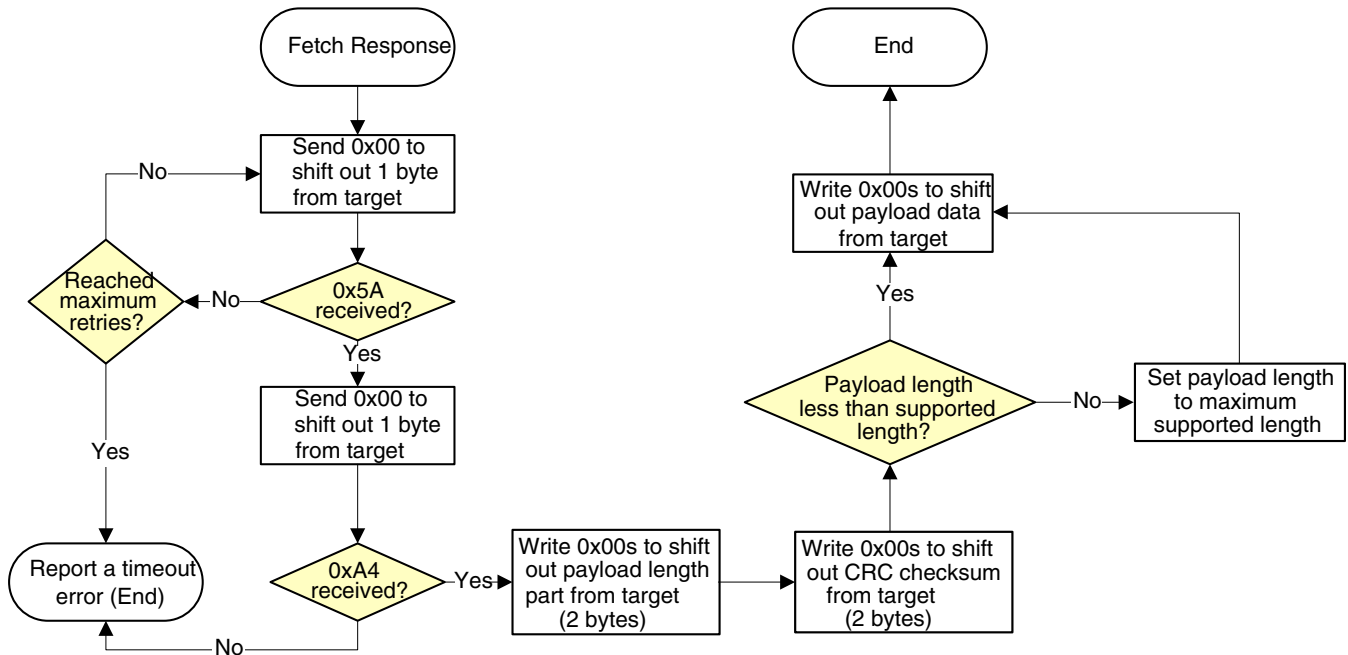 Fetch Response
End
Send 0x00 to
shift out 1 byte
from target
No
Write 0x00s to shift
out payload data
from target
Reached
maximum
retries?
No
0x5A
received?
Yes
Yes
Send 0x00 to
shift out 1 byte
from target
Payload length
less than supported
length?
No
Set payload length
to maximum
supported length
Yes
Report a timeout
error (End)
0xA4
received?
Yes
Write 0x00s to shift
out payload length
part from target
(2 bytes)
Write 0x00s to shift
out CRC checksum
from target
(2 bytes)
No